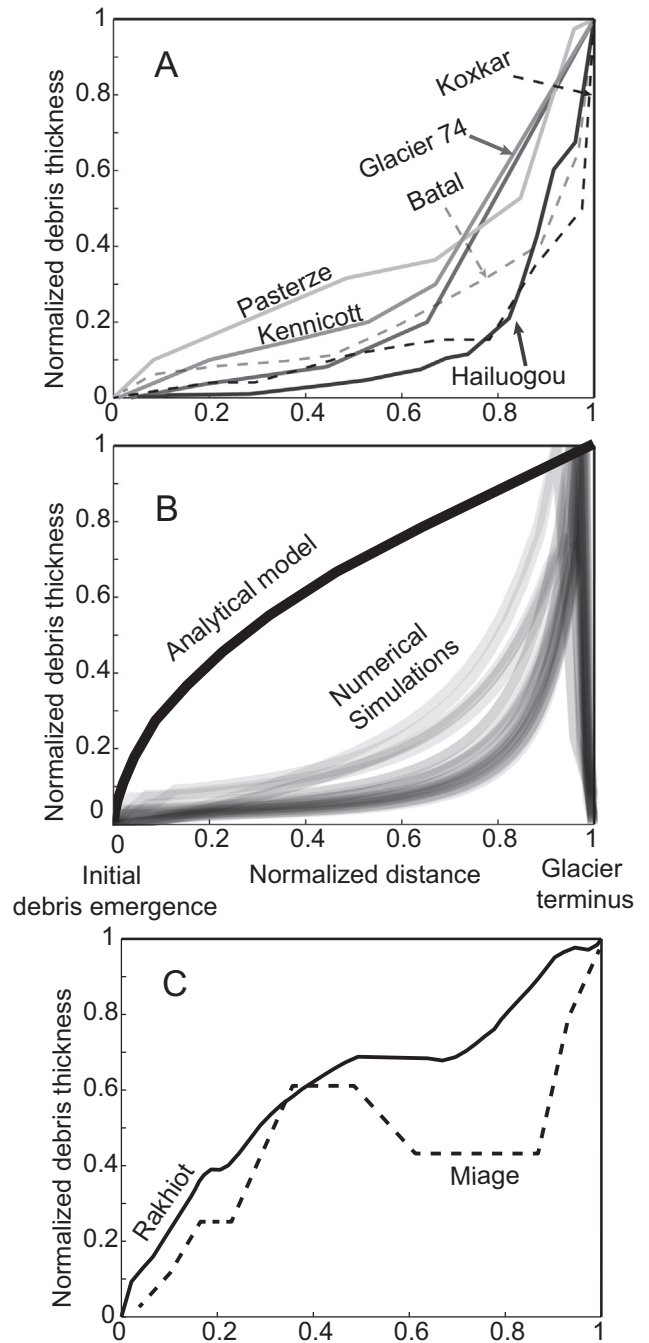 A
Normalized debris thickness
1
0.8
0.6
0.4
0.2
0
Koxkar
Glacier 74
Batal
Pasterze
Kennicott
Hailuogou
0 0.2 0.4 0.6 0.8 1
B
Normalized debris thickness
1
0.8
0.6
0.4
0.2
0
Analytical model
Numerical
Simulations
0 0.2 0.4 0.6 0.8 1
Initial
debris emergence
Normalized distance
Glacier
terminus
C
Normalized debris thickness
1
0.8
0.6
0.4
0.2
0
Rakhiot
Miage
0 0.2 0.4 0.6 0.8 1